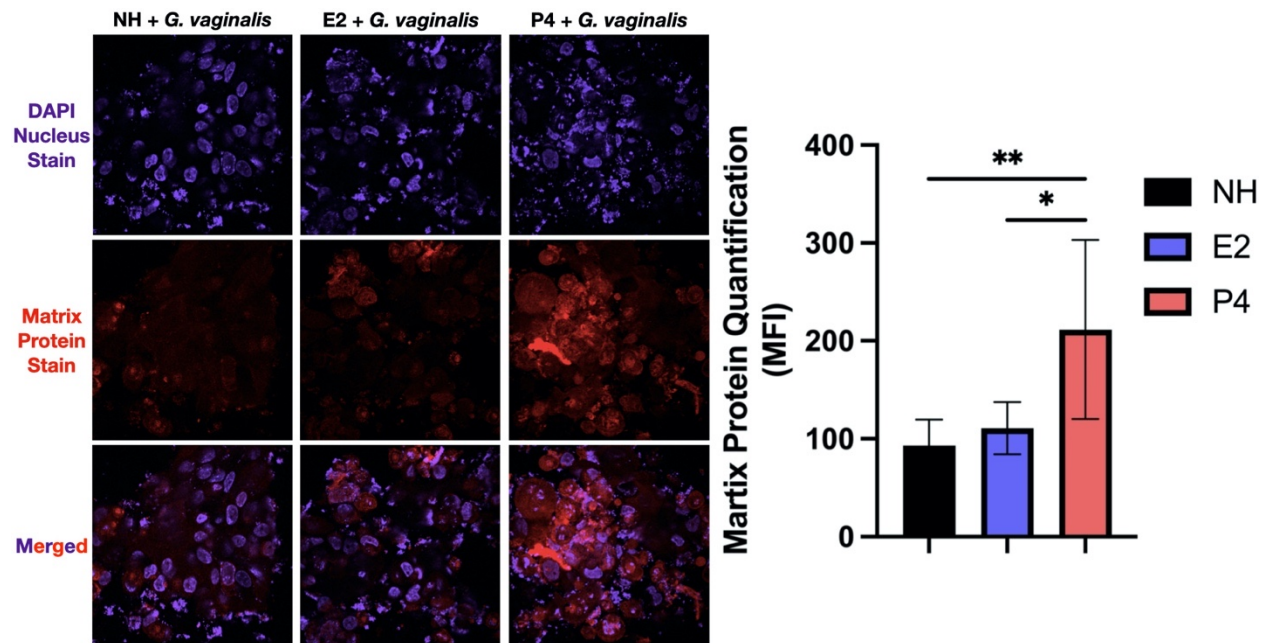 NH + G. vaginalis
E2 + G. vaginalis
P4 + G. vaginalis
DAPI
Nucleus
Stain
Matrix
Protein
Stain
Merged
Martix Protein Quantification
(MFI)
400
300
200
100
0
**
*
NH
E2
P4